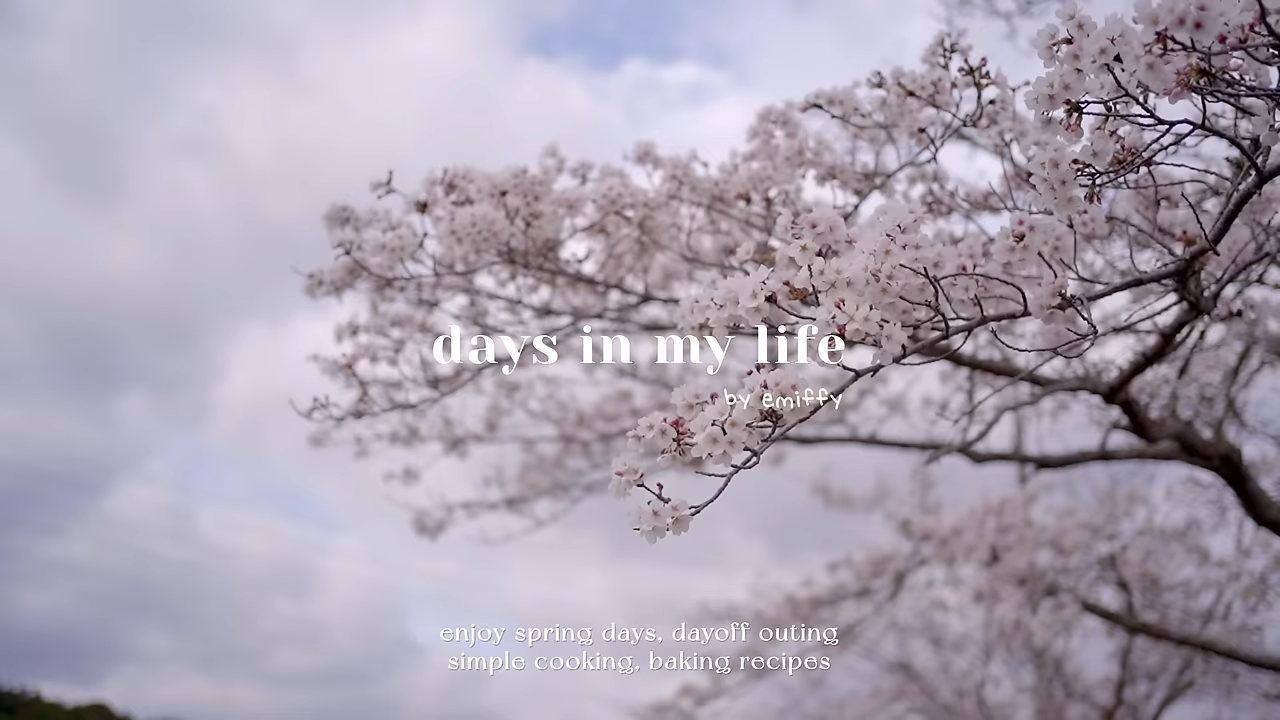 days in my life
by emiffy
enjoy spring days, dayoff outing
simple cooking, baking recipes